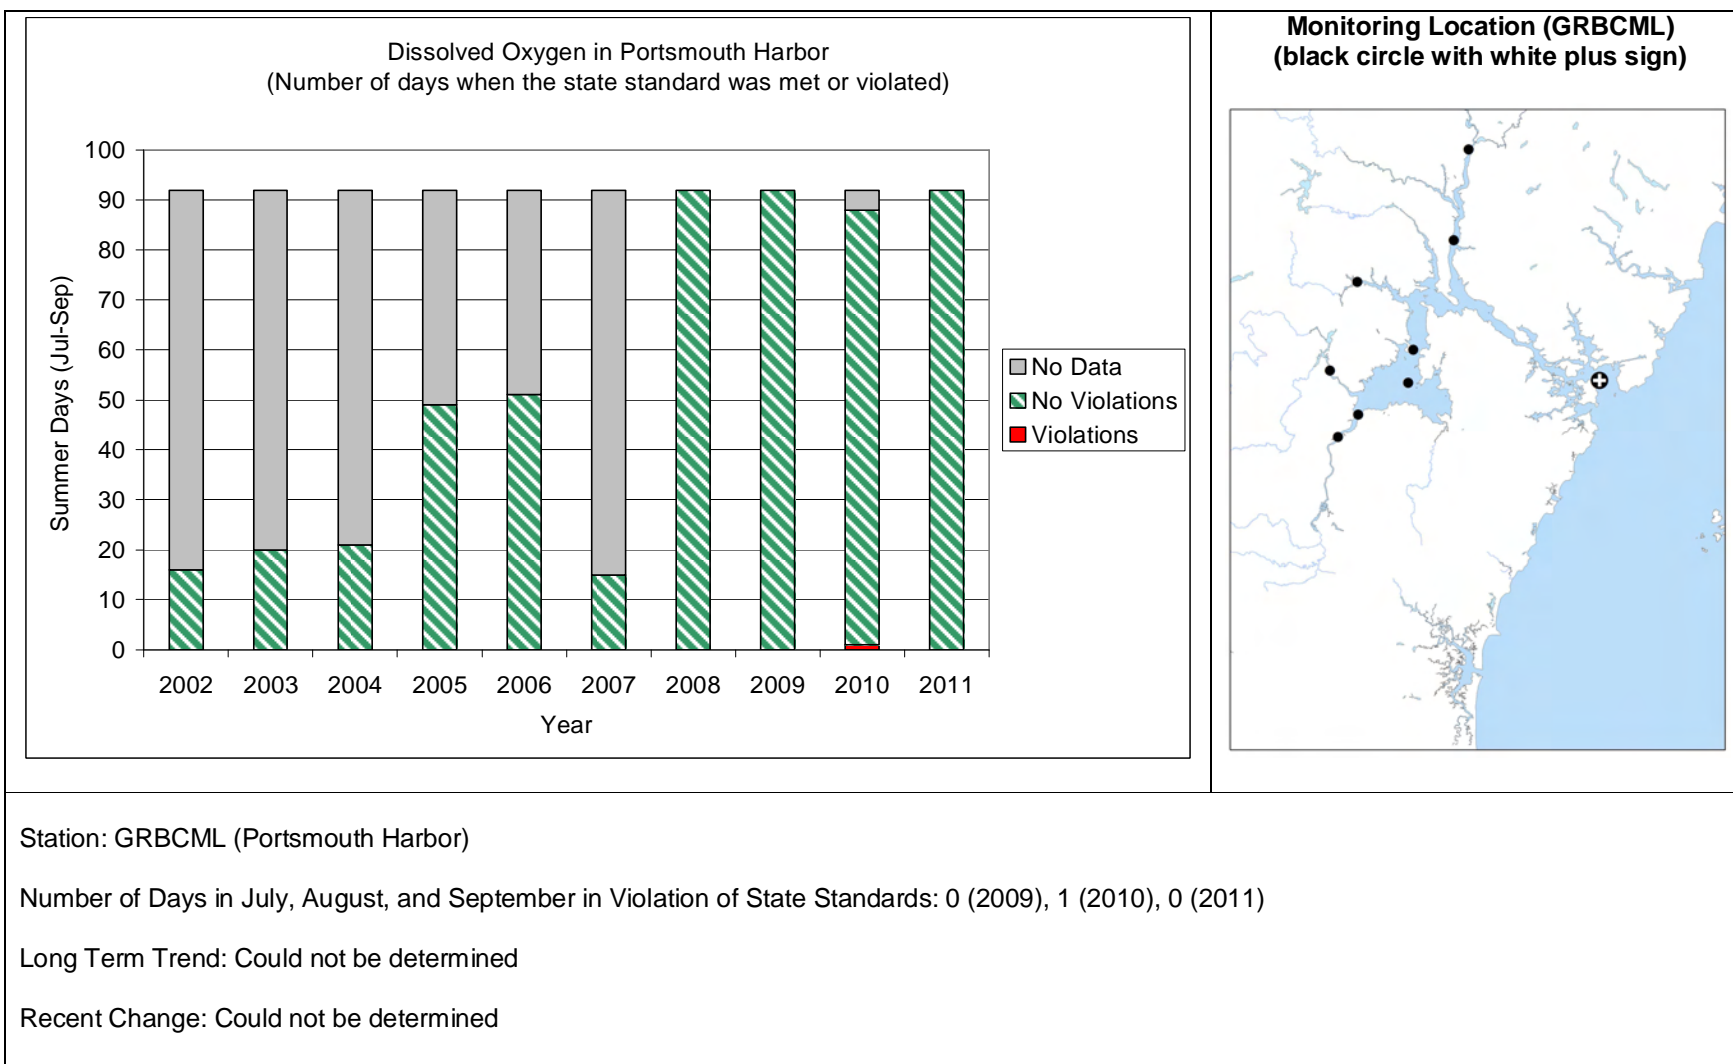 Dissolved Oxygen in Portsmouth Harbor
(Number of days when the state standard was met or violated)
Summer Days (Jul-Sep)
100
90
80
70
60
50
40
30
20
10
0
2002 2003 2004 2005 2006 2007 2008 2009 2010 2011
Year
No Data
No Violations
Violations
Monitoring Location (GRBCML)
(black circle with white plus sign)
Station: GRBCML (Portsmouth Harbor)
Number of Days in July, August, and September in Violation of State Standards: 0 (2009), 1 (2010), 0 (2011)
Long Term Trend: Could not be determined
Recent Change: Could not be determined